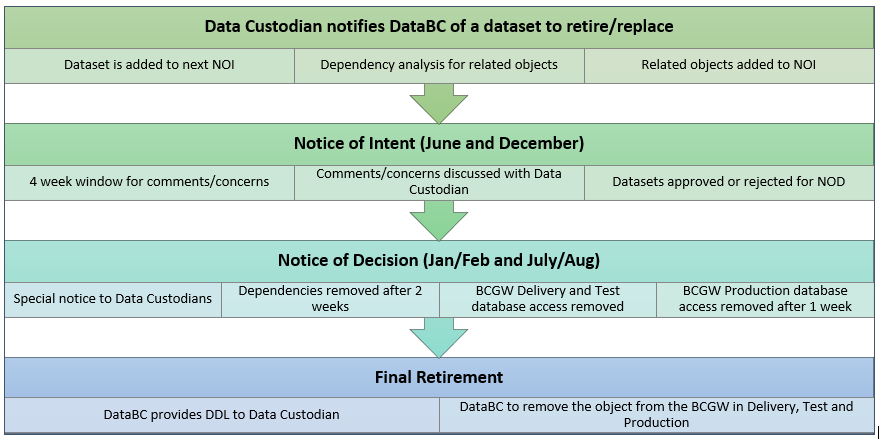 Data Custodian notifies DataBC of a dataset to retire/replace
Dataset is added to next NOI
Dependency analysis for related objects
Related objects added to NOI
Notice of Intent (June and December)
4 week window for comments/concerns
Comments/concerns discussed with Data
Custodian
Datasets approved or rejected for NOD
Notice of Decision (Jan/Feb and July/Aug)
Special notice to Data Custodians
Dependencies removed after 2
weeks
BCGW Delivery and Test
database access removed
BCGW Production database
access removed after 1 week
Final Retirement
DataBC provides DDL to Data Custodian
DataBC to remove the object from the BCGW in Delivery, Test and
Production